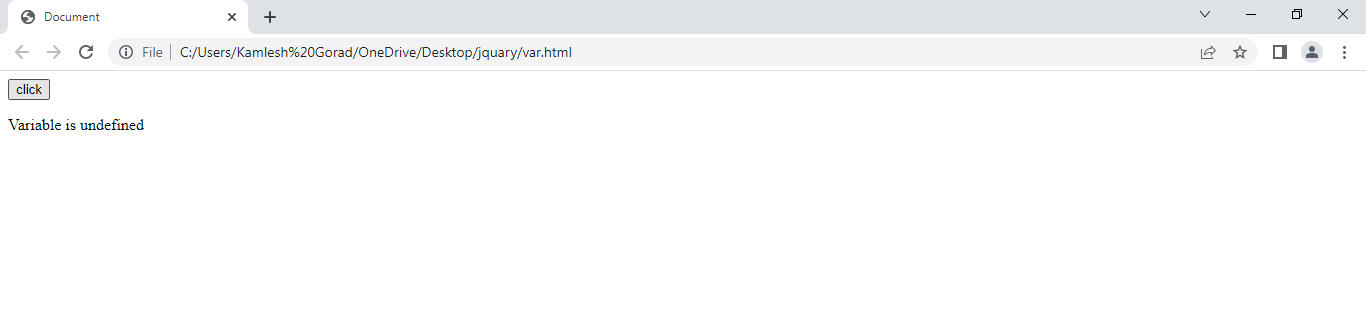 Document
File C:/Users/Kamlesh%20Gorad/OneDrive/Desktop/jquary/var.html
click
Variable is undefined